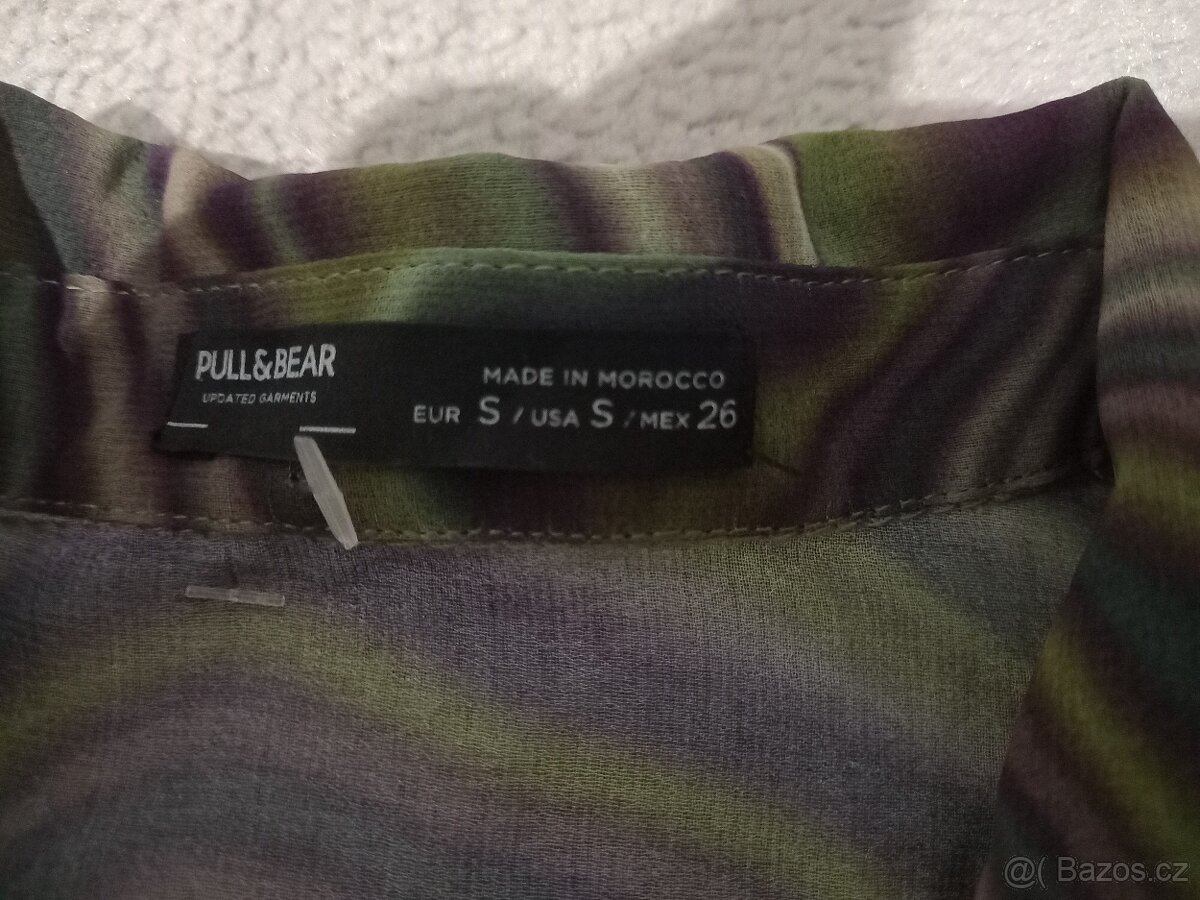 PULL&BEAR
UPDATED GARMENTS
MADE IN MOROCCO
EUR S / USA S / MEX 26
@( Bazos.cz